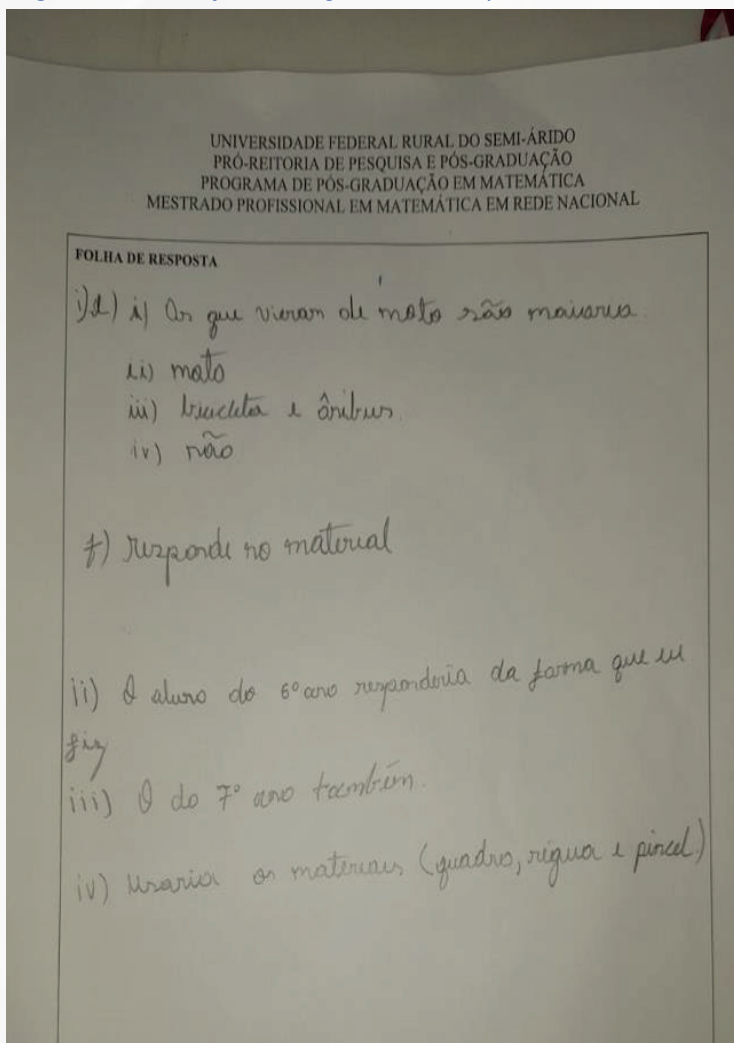 UNIVERSIDADE FEDERAL RURAL DO SEMI-ÁRIDO
PRÓ-REITORIA DE PESQUISA E PÓS-GRADUAÇÃO
PROGRAMA DE PÓS-GRADUAÇÃO EM MATEMÁTICA
MESTRADO PROFISSIONAL EM MATEMÁTICA EM REDE NACIONAL
FOLHA DE RESPOSTA
i) i) Os que vieram de moto são maiores.
ii) moto
iii) bicicleta e ônibus.
iv) não
f) responde no material
ii) O aluno do 6º ano responderia da forma que eu
fiz
iii) O do 7º ano também.
iv) Usaria os materiais (quadro, régua e pincel.)